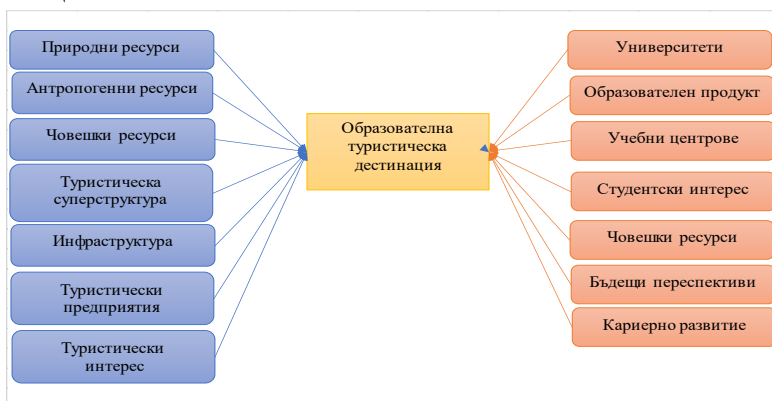 Природни ресурси
Антропогенни ресурси
Човешки ресурси
Туристическа
суперструктура
Инфраструктура
Туристически
предприятия
Туристически
интерес
Образователна
туристическа
дестинация
Университети
Образователен продукт
Учебни центрове
Студентски интерес
Човешки ресурси
Бъдещи переспективи
Кариерно развитие